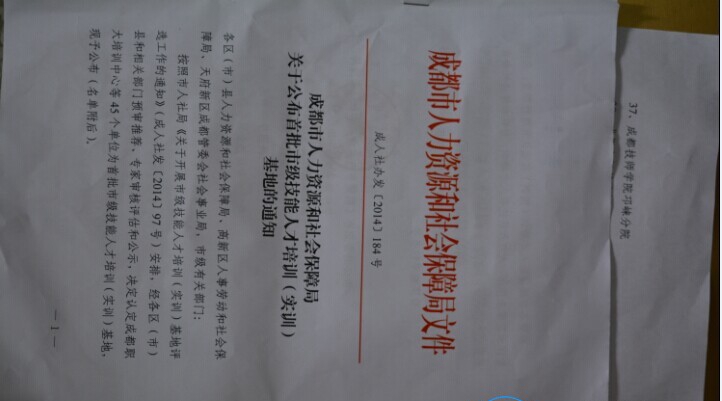 成都市人力资源和社会保障局文件
成人社办发〔2014〕184号
成都市人力资源和社会保障局
关于公布首批市级技能人才培训（实训）
基地的通知
各区（市）县人力资源和社会保障局，高新区人事劳动和社会保
障局、天府新区成都管委会社会事业局，市级有关部门：
按照市人社局《关于开展市级技能人才培训（实训）基地评
选工作的通知》（成人社发〔2014〕97号）安排，经各区（市）
县和相关部门预审推荐、专家审核评估和公示，决定认定成都职
大培训中心等45个单位为首批市级技能人才培训（实训）基地，
现予公布（名单附后）。
— 1 —
37、成都技师学院邛崃分院